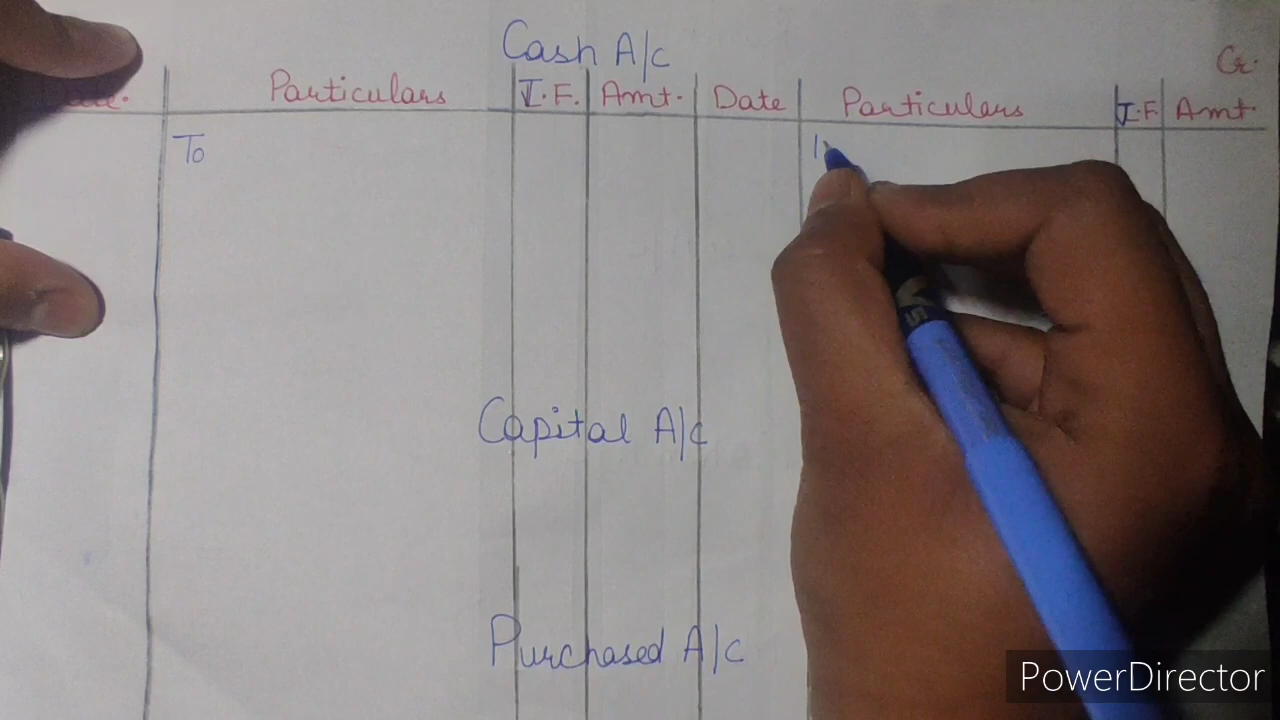 Cash A/c
Cr.
Particulars I.F. Amt. Date Particulars I.F. Amt.
To
Capital A/c
Purchased A/c
PowerDirector